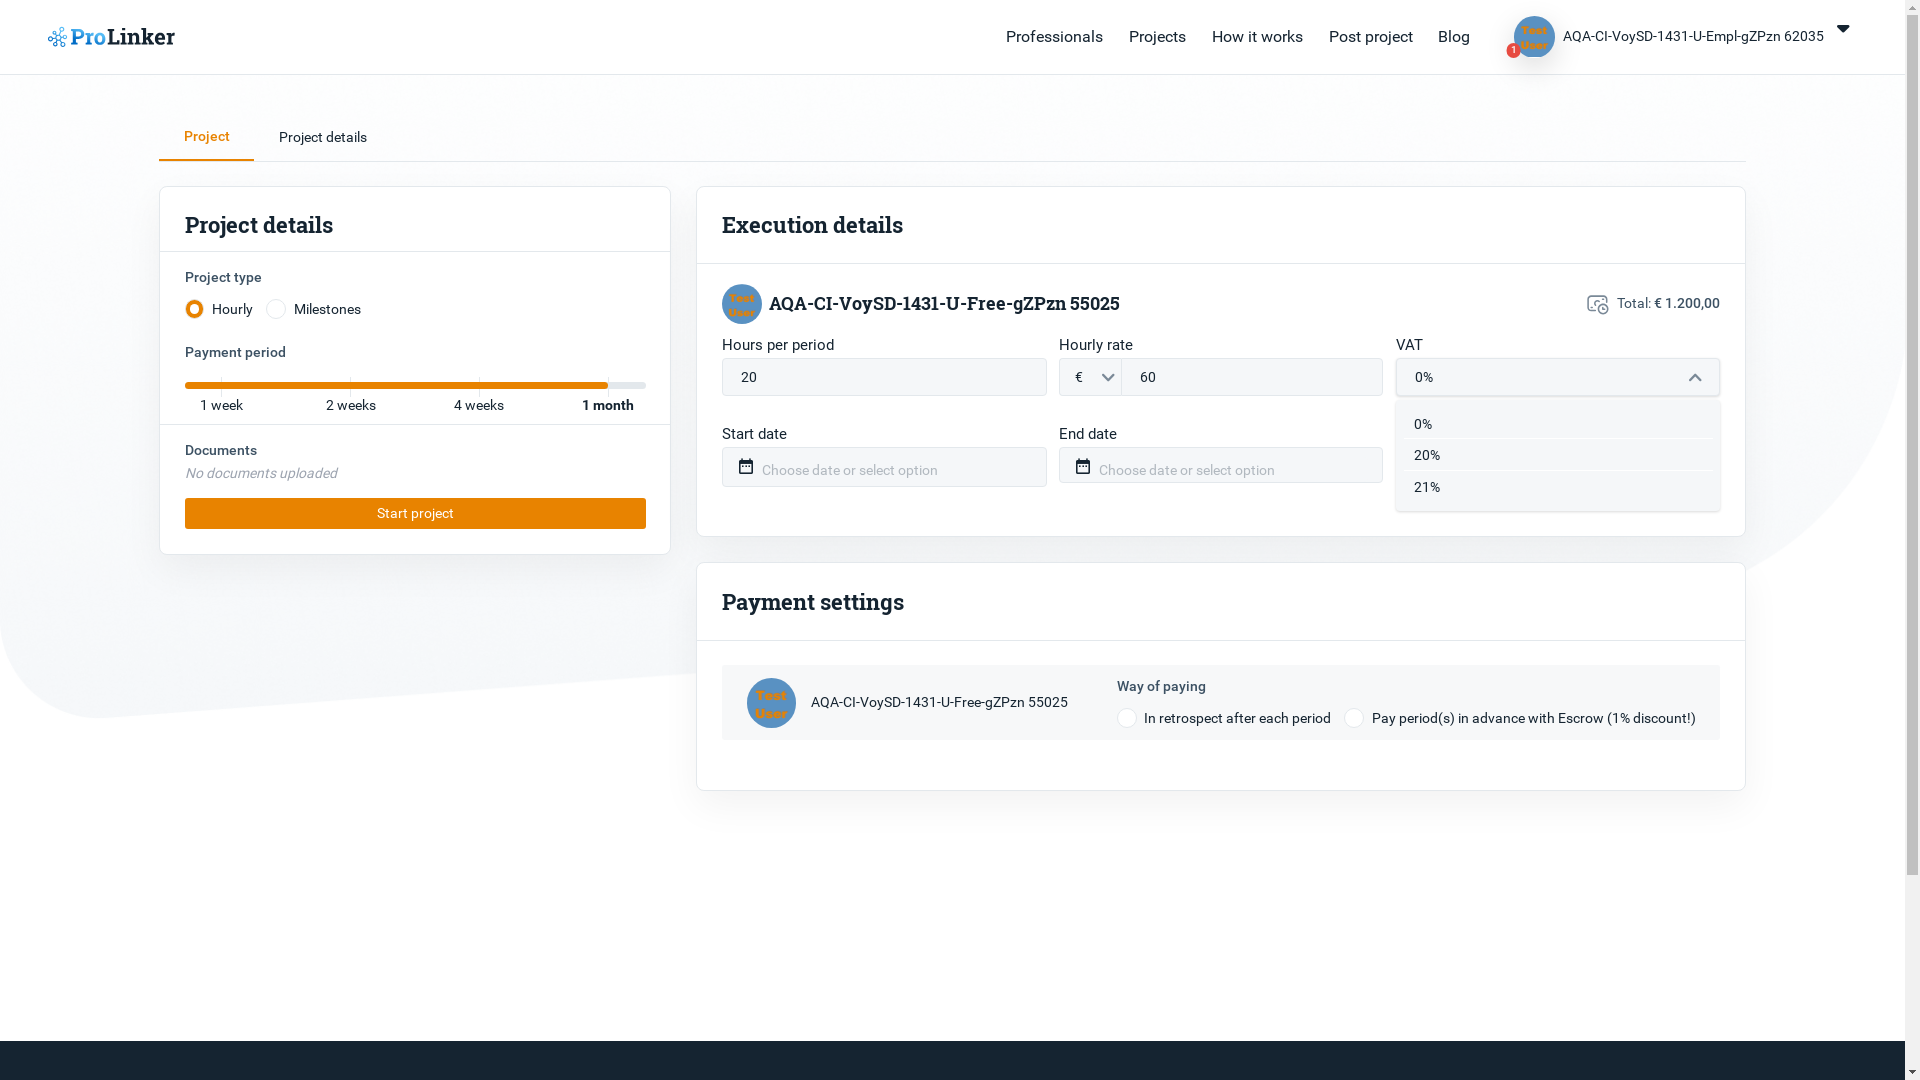 ProLinker
Professionals
Projects
How it works
Post project
Blog
Test
User
1
AQA-CI-VoySD-1431-U-Empl-gZPzn 62035
Project
Project details
Project details
Project type
Hourly
Milestones
Payment period
1 week
2 weeks
4 weeks
1 month
Documents
No documents uploaded
Start project
Execution details
Test
User
AQA-CI-VoySD-1431-U-Free-gZPzn 55025
Total: € 1.200,00
Hours per period
20
Hourly rate
€
60
VAT
0%
0%
20%
21%
Start date
Choose date or select option
End date
Choose date or select option
Payment settings
Test
User
AQA-CI-VoySD-1431-U-Free-gZPzn 55025
Way of paying
In retrospect after each period
Pay period(s) in advance with Escrow (1% discount!)